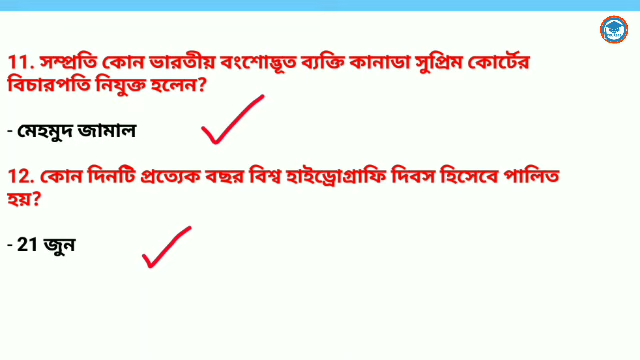 11. সম্প্রতি কোন ভারতীয় বংশোদ্ভূত ব্যক্তি কানাডা সুপ্রিম কোর্টের
বিচারপতি নিযুক্ত হলেন?
- মেহমুদ জামাল
12. কোন দিনটি প্রত্যেক বছর বিশ্ব হাইড্রোগ্রাফি দিবস হিসেবে পালিত
হয়?
- 21 জুন